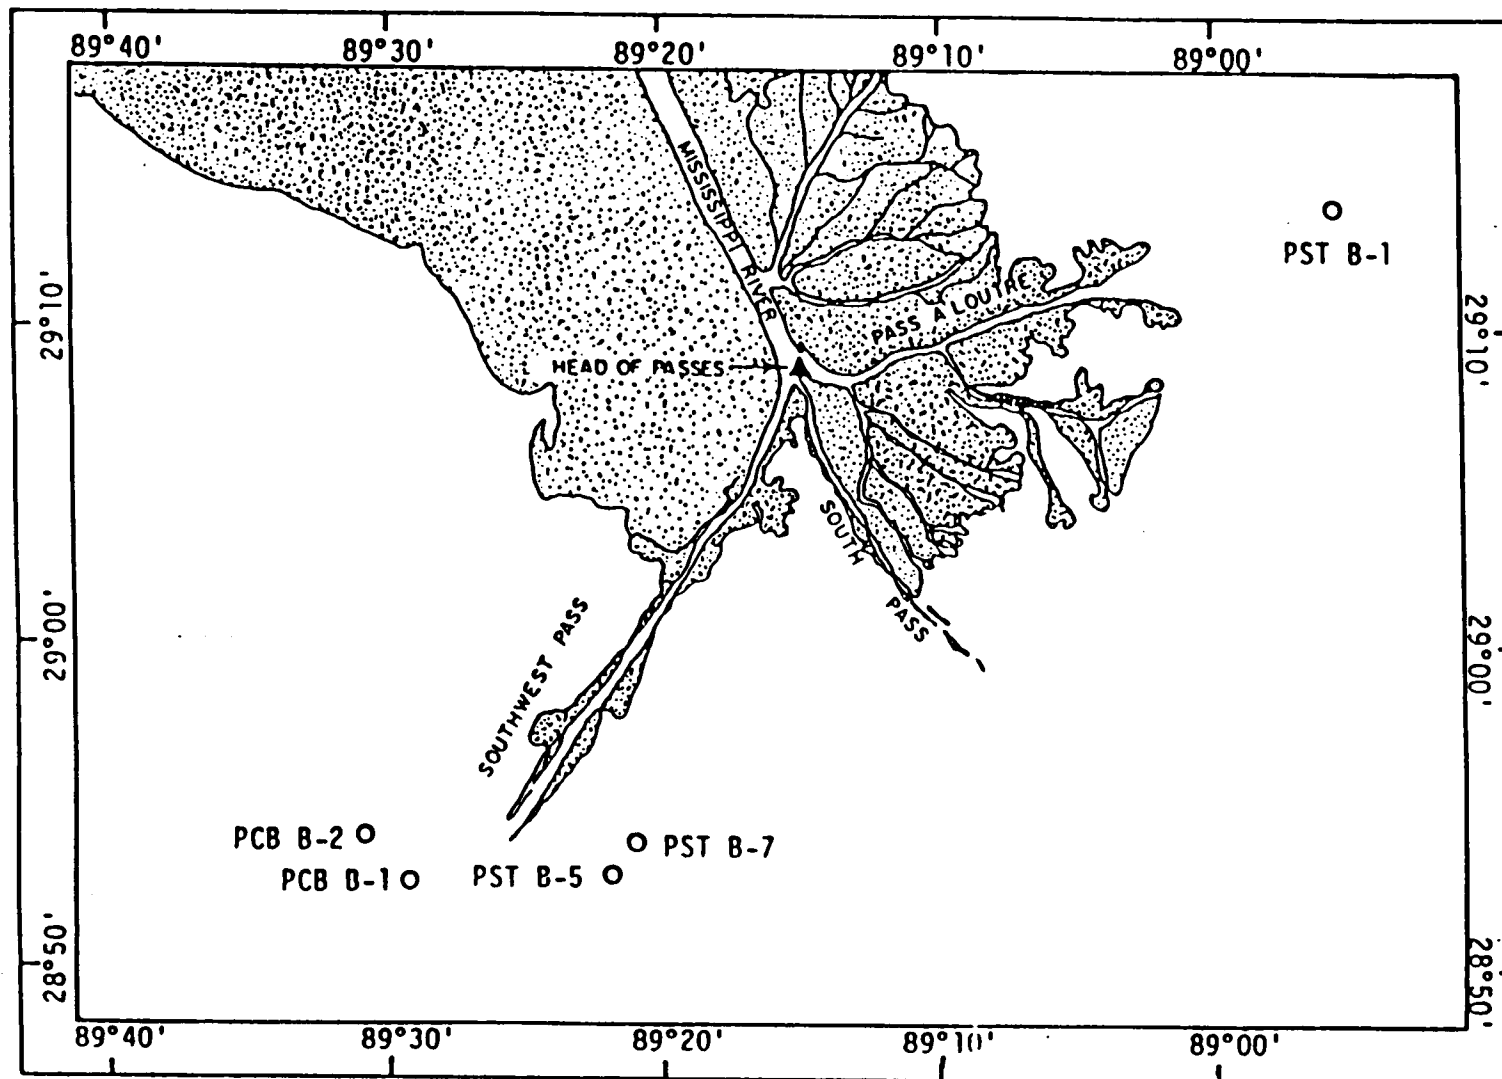 89°40'
89°30'
89°20'
89°10'
89°00'
MISSISSIPPI RIVER
PST B-1
29°10'
PASS A LOUTRE
29°10'
HEAD OF PASSES
SOUTH PASS
29°00'
SOUTHWEST PASS
29°00'
PCB B-2
PST B-7
PCB B-1
PST B-5
28°50'
28°50'
89°40'
89°30'
89°20'
89°10'
89°00'